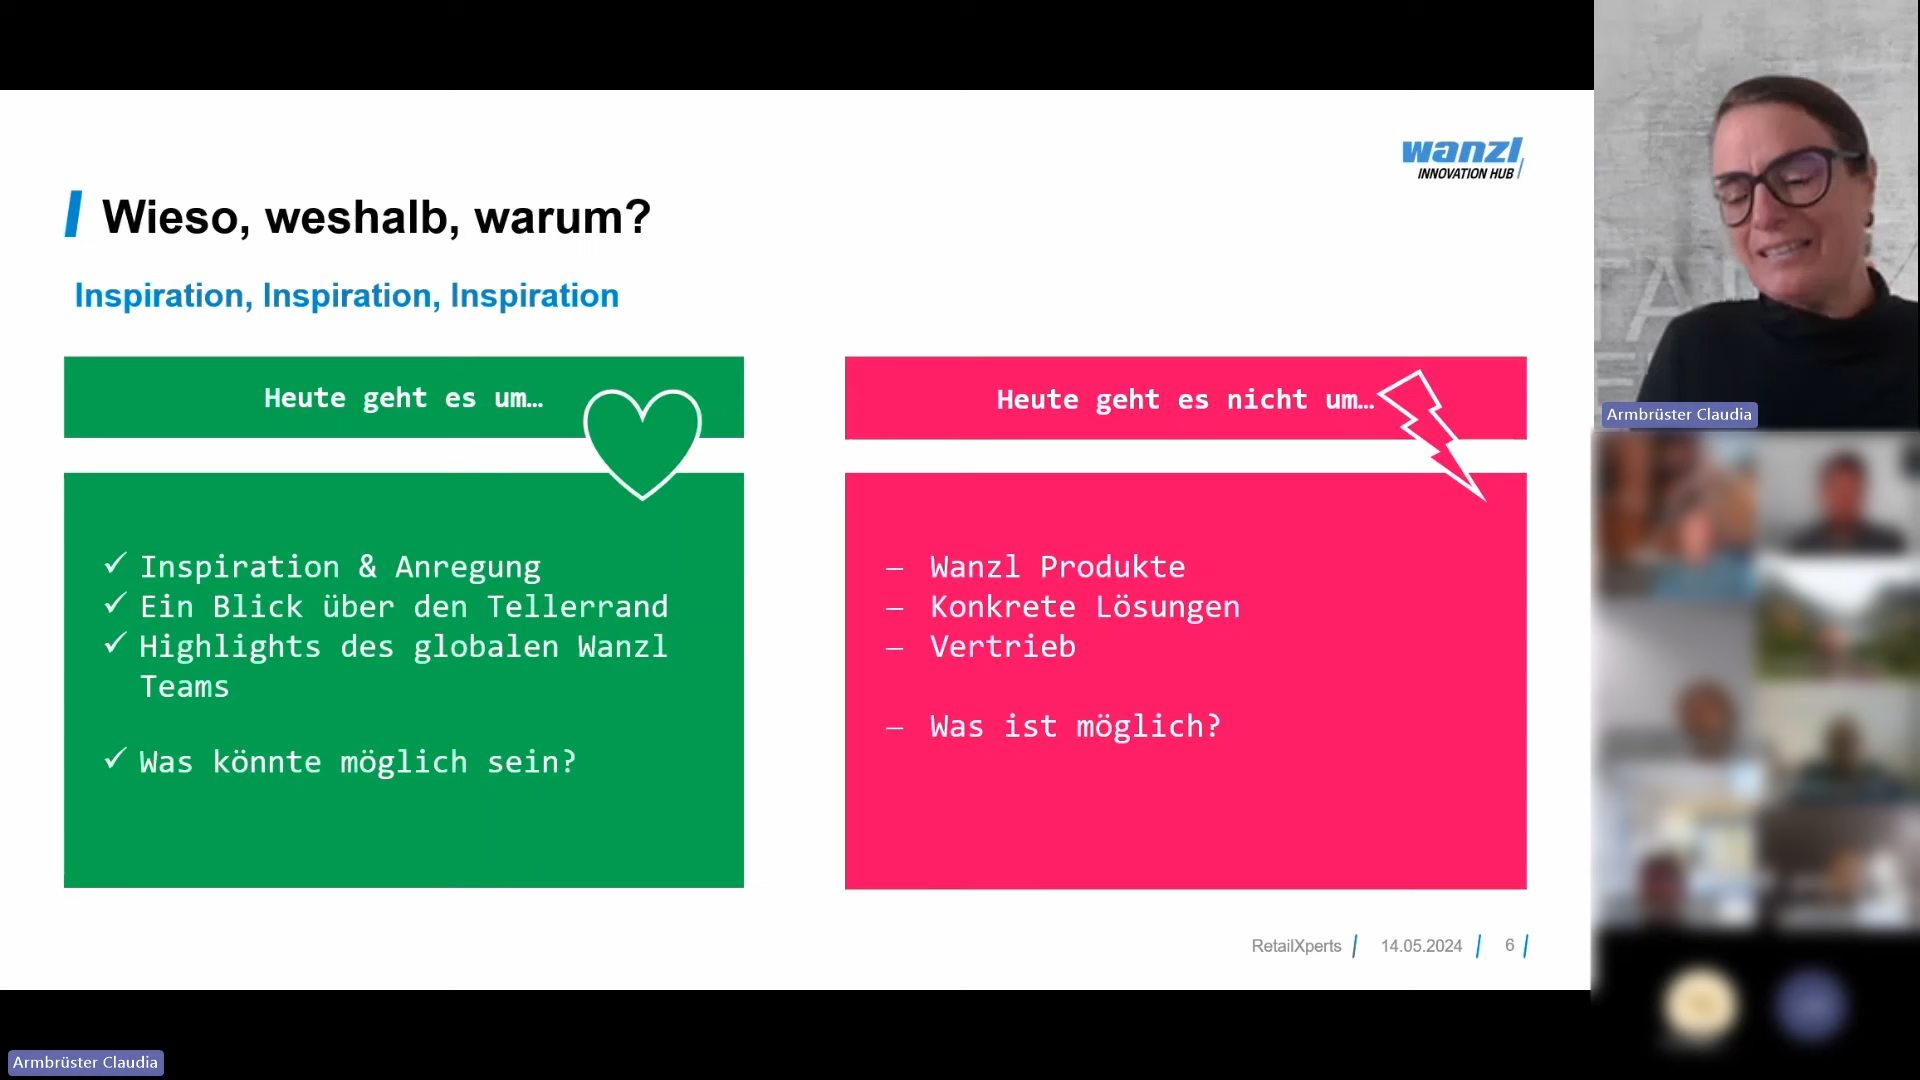 wanzl
INNOVATION HUB
Wieso, weshalb, warum?
Inspiration, Inspiration, Inspiration
Heute geht es um…
✓ Inspiration & Anregung
✓ Ein Blick über den Tellerrand
✓ Highlights des globalen Wanzl
Teams
✓ Was könnte möglich sein?
Heute geht es nicht um…
– Wanzl Produkte
– Konkrete Lösungen
– Vertrieb
– Was ist möglich?
RetailXperts / 14.05.2024 / 6 /
Armbrüster Claudia
Armbrüster Claudia